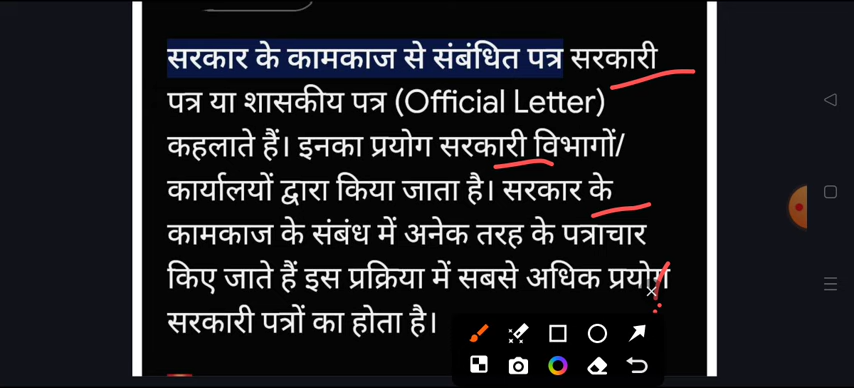 सरकार के कामकाज से संबंधित पत्र सरकारी
पत्र या शासकीय पत्र (Official Letter)
कहलाते हैं। इनका प्रयोग सरकारी विभागों/
कार्यालयों द्वारा किया जाता है। सरकार के
कामकाज के संबंध में अनेक तरह के पत्राचार
किए जाते हैं इस प्रक्रिया में सबसे अधिक प्रयोग
सरकारी पत्रों का होता है।